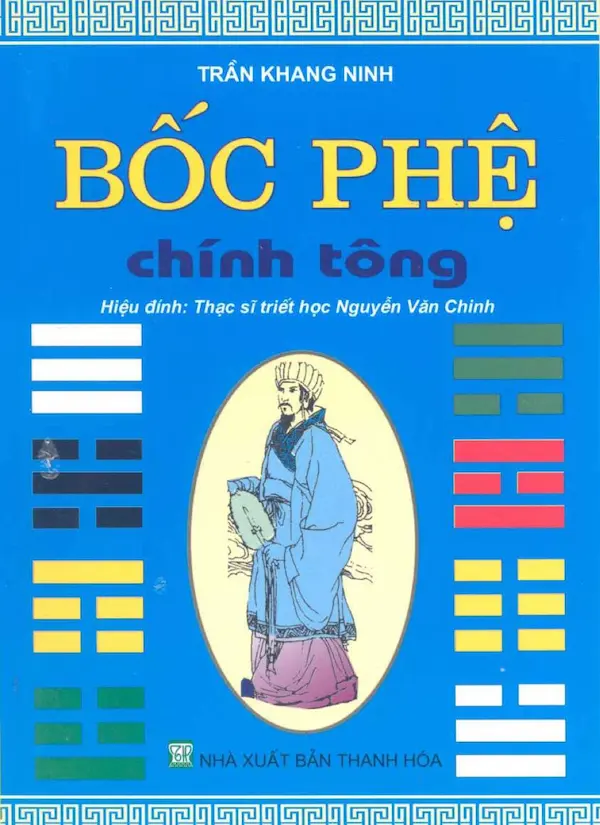 TRẦN KHANG NINH
BỐC PHỆ
chính tông
Hiệu đính: Thạc sĩ triết học Nguyễn Văn Chinh
NHÀ XUẤT BẢN THANH HÓA